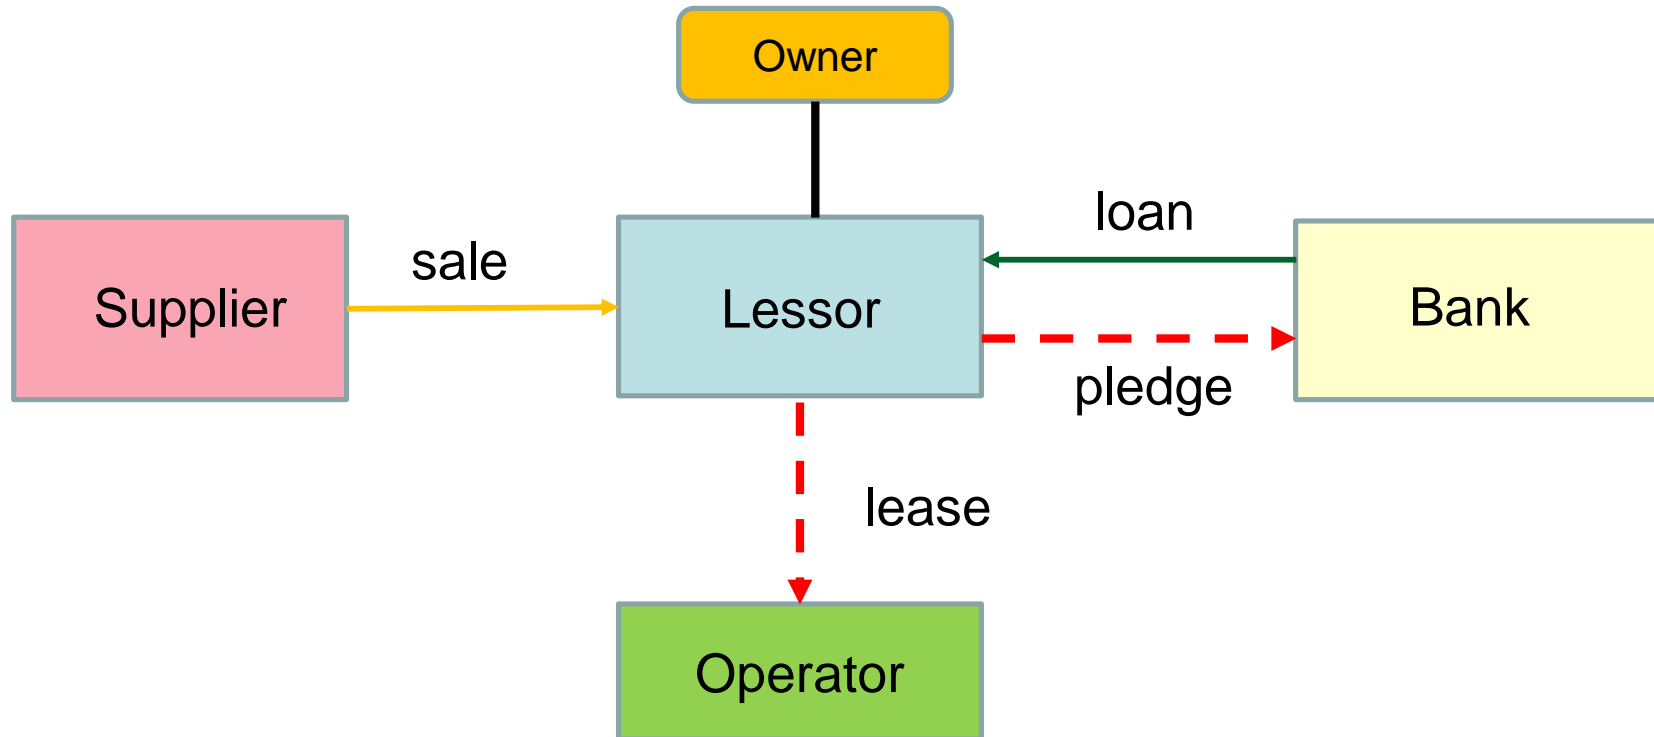 Owner
loan
sale
Supplier
Lessor
Bank
pledge
lease
Operator